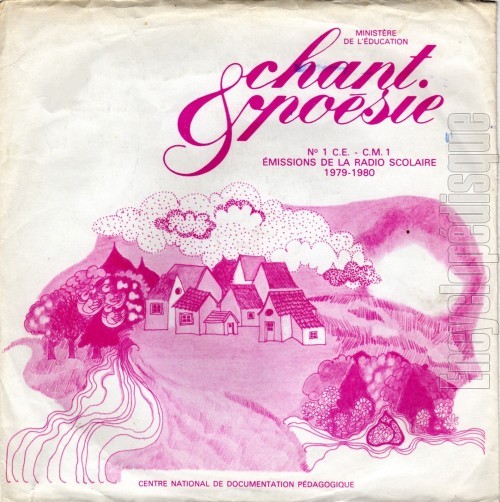 MINISTÈRE
DE L'ÉDUCATION
chant
& poésie
Nº 1 C.E. - C.M. 1
ÉMISSIONS DE LA RADIO SCOLAIRE
1979-1980
CENTRE NATIONAL DE DOCUMENTATION PÉDAGOGIQUE
Encyclopédisque